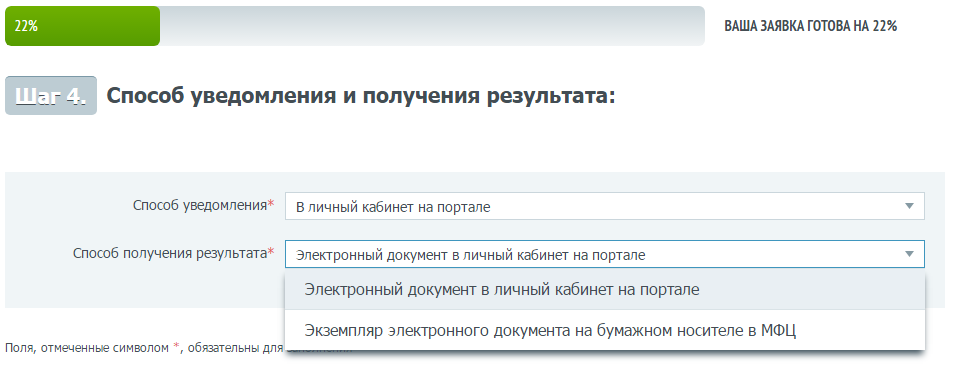 22%
ВАША ЗАЯВКА ГОТОВА НА 22%
Шаг 4. Способ уведомления и получения результата:
Способ уведомления* В личный кабинет на портале
Способ получения результата* Электронный документ в личный кабинет на портале
Электронный документ в личный кабинет на портале
Экземпляр электронного документа на бумажном носителе в МФЦ
Поля, отмеченные символом *, обязательны для